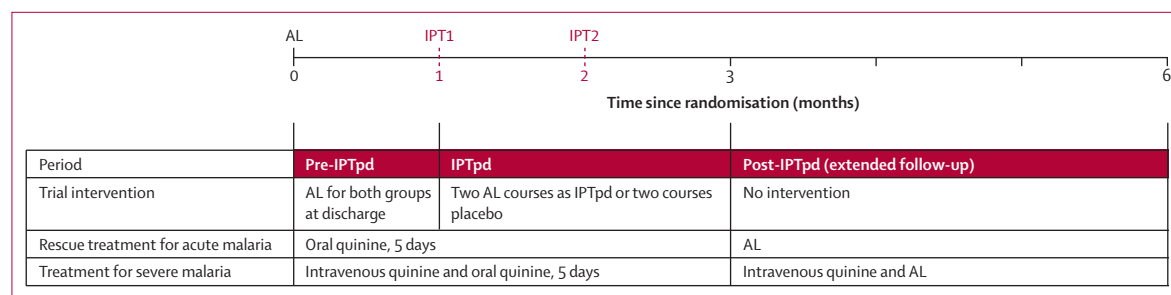 AL IPT1 IPT2
0 1 2 3 6
Time since randomisation (months)
Period Pre-IPTpd IPTpd Post-IPTpd (extended follow-up)
Trial intervention AL for both groups Two AL courses as IPTpd or two courses No intervention
at discharge placebo
Rescue treatment for acute malaria Oral quinine, 5 days AL
Treatment for severe malaria Intravenous quinine and oral quinine, 5 days Intravenous quinine and AL